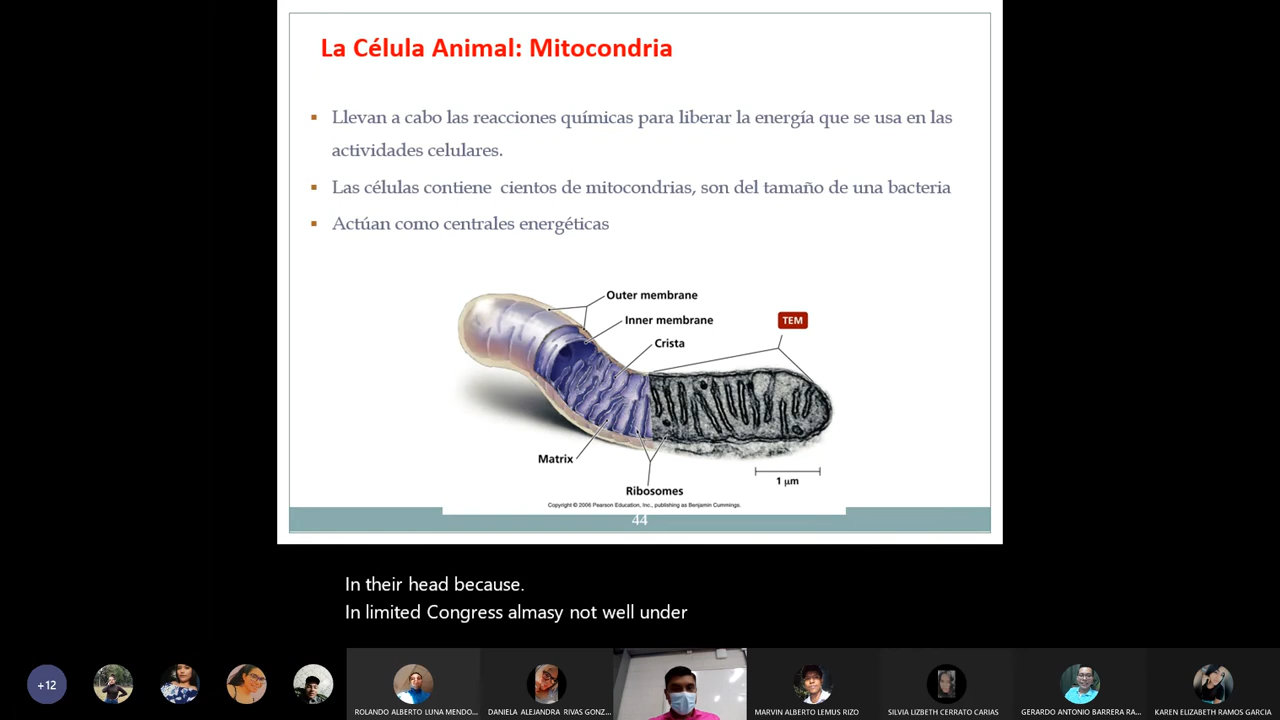 La Célula Animal: Mitocondria
Llevan a cabo las reacciones químicas para liberar la energía que se usa en las
actividades celulares.
Las células contiene cientos de mitocondrias, son del tamaño de una bacteria
Actúan como centrales energéticas
Outer membrane
Inner membrane
TEM
Crista
Matrix
1 µm
Ribosomes
Copyright © 2006 Pearson Education, Inc., publishing as Benjamin Cummings.
44
In their head because.
In limited Congress almasy not well under
+12
ROLANDO ALBERTO LUNA MENDO...
DANIELA ALEJANDRA RIVAS GONZ...
MARVIN ALBERTO LEMUS RIZO
SILVIA LIZBETH CERRATO CARIAS
GERARDO ANTONIO BARRERA RA...
KAREN ELIZABETH RAMOS GARCIA